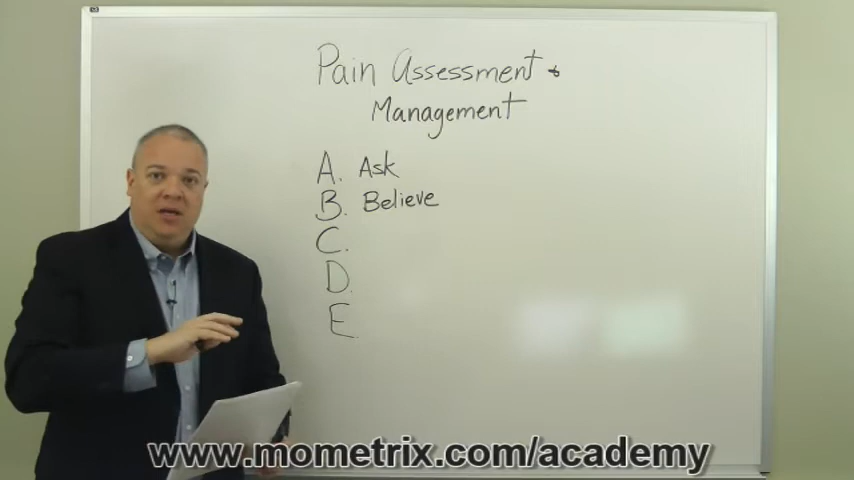 Pain Assessment &
Management
A. Ask
B. Believe
C.
D.
E.
www.mometrix.com/academy